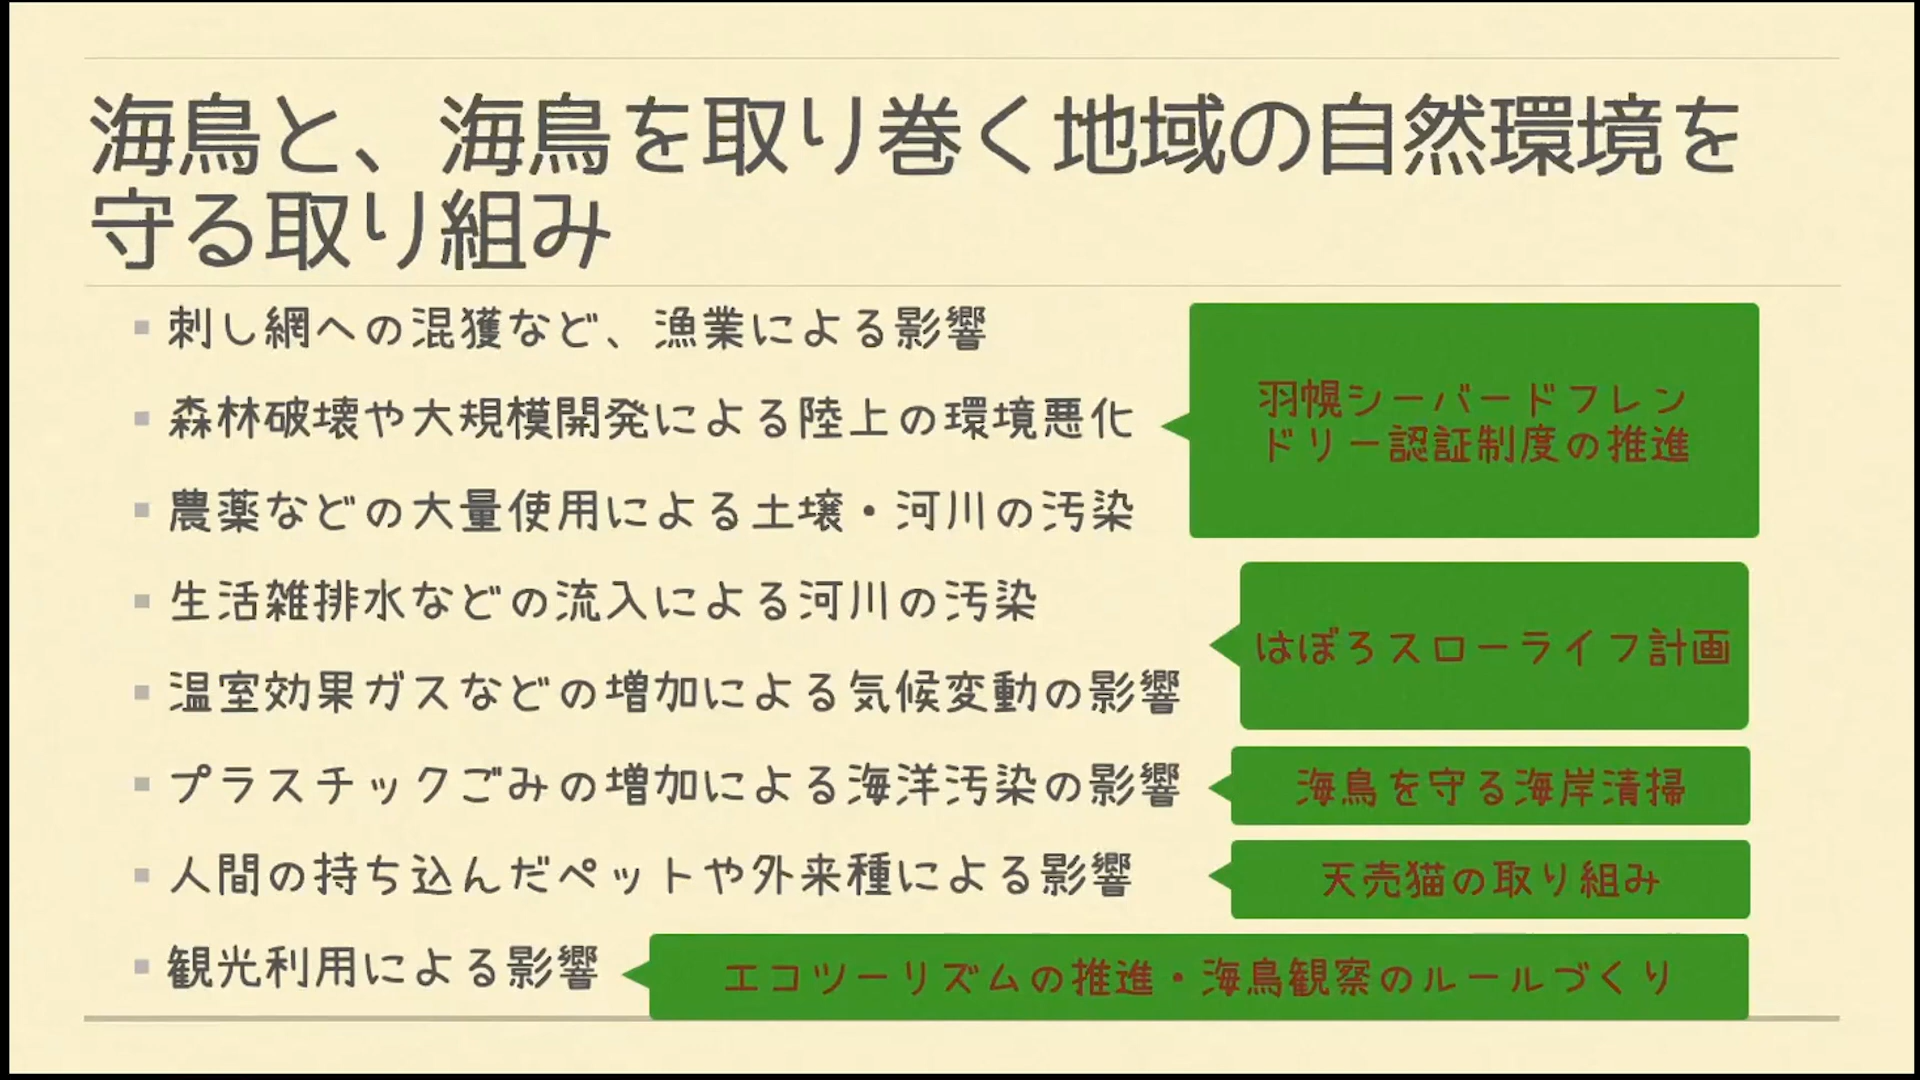 海鳥と、海鳥を取り巻く地域の自然環境を
守る取り組み
刺し網への混獲など、漁業による影響
森林破壊や大規模開発による陸上の環境悪化
農薬などの大量使用による土壌・河川の汚染
羽幌シーバードフレン
ドリー認証制度の推進
生活雑排水などの流入による河川の汚染
温室効果ガスなどの増加による気候変動の影響
はぼろスローライフ計画
プラスチックごみの増加による海洋汚染の影響
海鳥を守る海岸清掃
人間の持ち込んだペットや外来種による影響
天売猫の取り組み
観光利用による影響
エコツーリズムの推進・海鳥観察のルールづくり